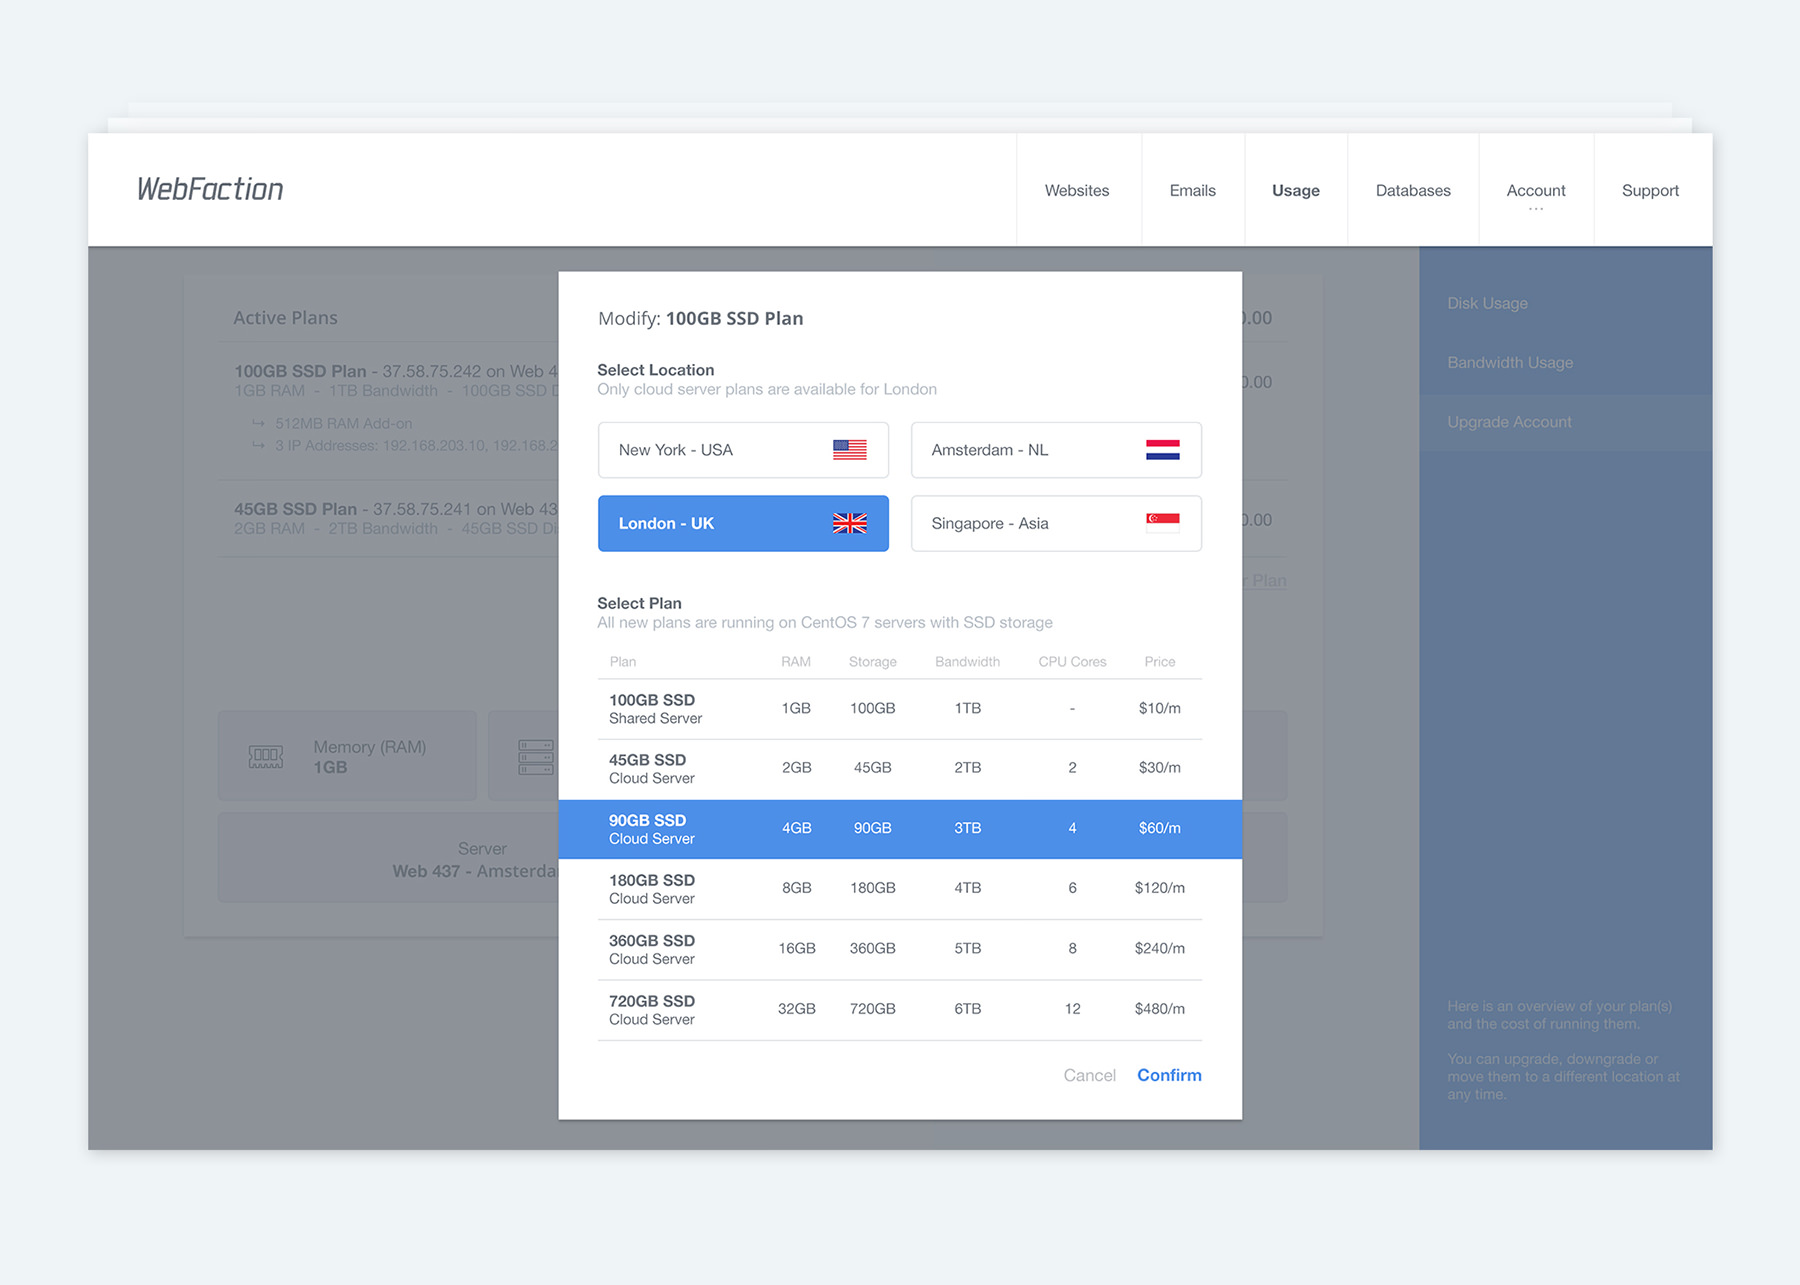 WebFaction
Websites
Emails
Usage
Databases
Account
...
Support
Active Plans
0.00
100GB SSD Plan - 37.58.75.242 on Web 4
1GB RAM - 1TB Bandwidth - 100GB SSD D
0.00
512MB RAM Add-on
3 IP Addresses: 192.168.203.10, 192.168.2
45GB SSD Plan - 37.58.75.241 on Web 43
2GB RAM - 2TB Bandwidth - 45GB SSD Di
0.00
r Plan
Memory (RAM)
1GB
Server
Web 437 - Amsterda
Modify: 100GB SSD Plan
Select Location
Only cloud server plans are available for London
New York - USA
Amsterdam - NL
London - UK
Singapore - Asia
Select Plan
All new plans are running on CentOS 7 servers with SSD storage
Plan RAM Storage Bandwidth CPU Cores Price
100GB SSD
Shared Server
1GB 100GB 1TB - $10/m
45GB SSD
Cloud Server
2GB 45GB 2TB 2 $30/m
90GB SSD
Cloud Server
4GB 90GB 3TB 4 $60/m
180GB SSD
Cloud Server
8GB 180GB 4TB 6 $120/m
360GB SSD
Cloud Server
16GB 360GB 5TB 8 $240/m
720GB SSD
Cloud Server
32GB 720GB 6TB 12 $480/m
Cancel
Confirm
Disk Usage
Bandwidth Usage
Upgrade Account
Here is an overview of your plan(s)
and the cost of running them.
You can upgrade, downgrade or
move them to a different location at
any time.